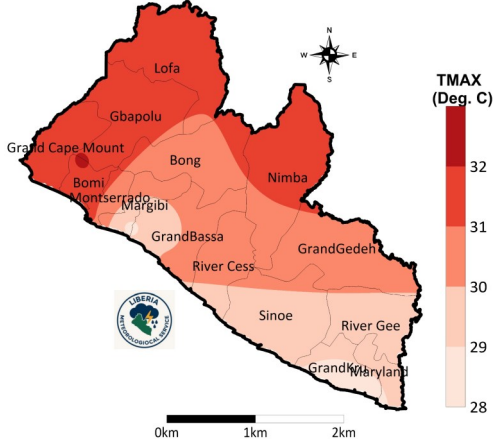 N
W
E
S
TMAX
(Deg. C)
32
31
30
29
28
Lofa
Gbapolu
Grand Cape Mount
Bong
Bomi
Nimba
Montserrado
Margibi
GrandBassa
GrandGedeh
River Cess
Sinoe
River Gee
GrandKru
Maryland
LIBERIA
METEOROLOGIOCAL SERVICE
0km
1km
2km